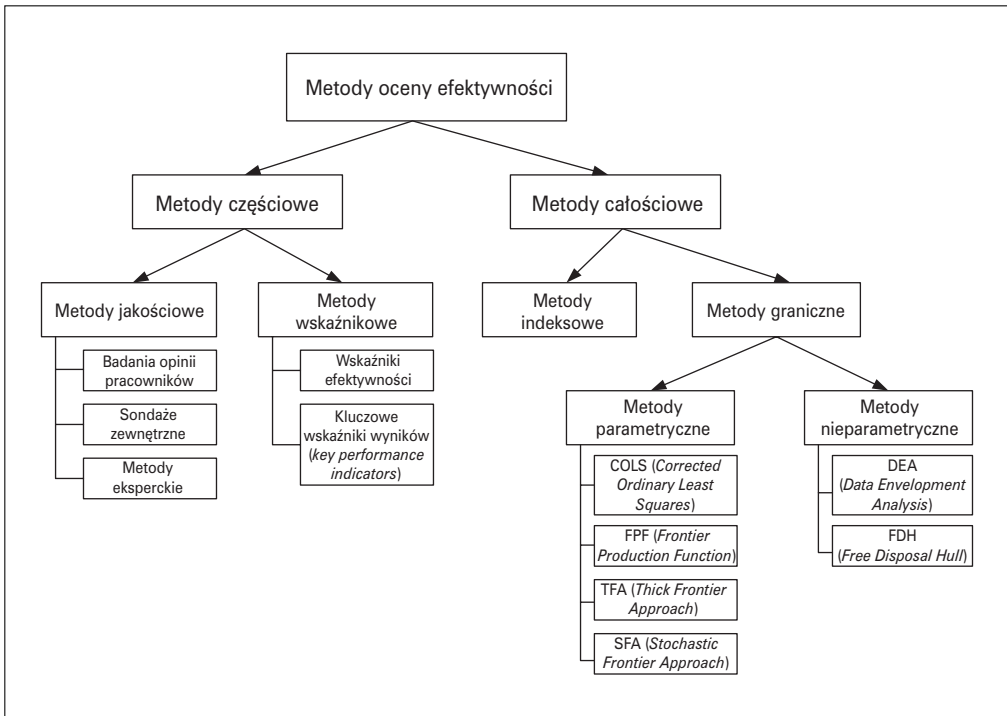 Metody oceny efektywności
Metody częściowe
Metody całościowe
Metody jakościowe
Metody
wskaźnikowe
Metody
indeksowe
Metody graniczne
Badania opinii
pracowników
Sondaże
zewnętrzne
Metody
eksperckie
Wskaźniki
efektywności
Kluczowe
wskaźniki wyników
(key performance
indicators)
Metody
parametryczne
Metody
nieparametryczne
COLS (Corrected
Ordinary Least
Squares)
FPF (Frontier
Production Function)
TFA (Thick Frontier
Approach)
SFA (Stochastic
Frontier Approach)
DEA
(Data Envelopment
Analysis)
FDH
(Free Disposal Hull)